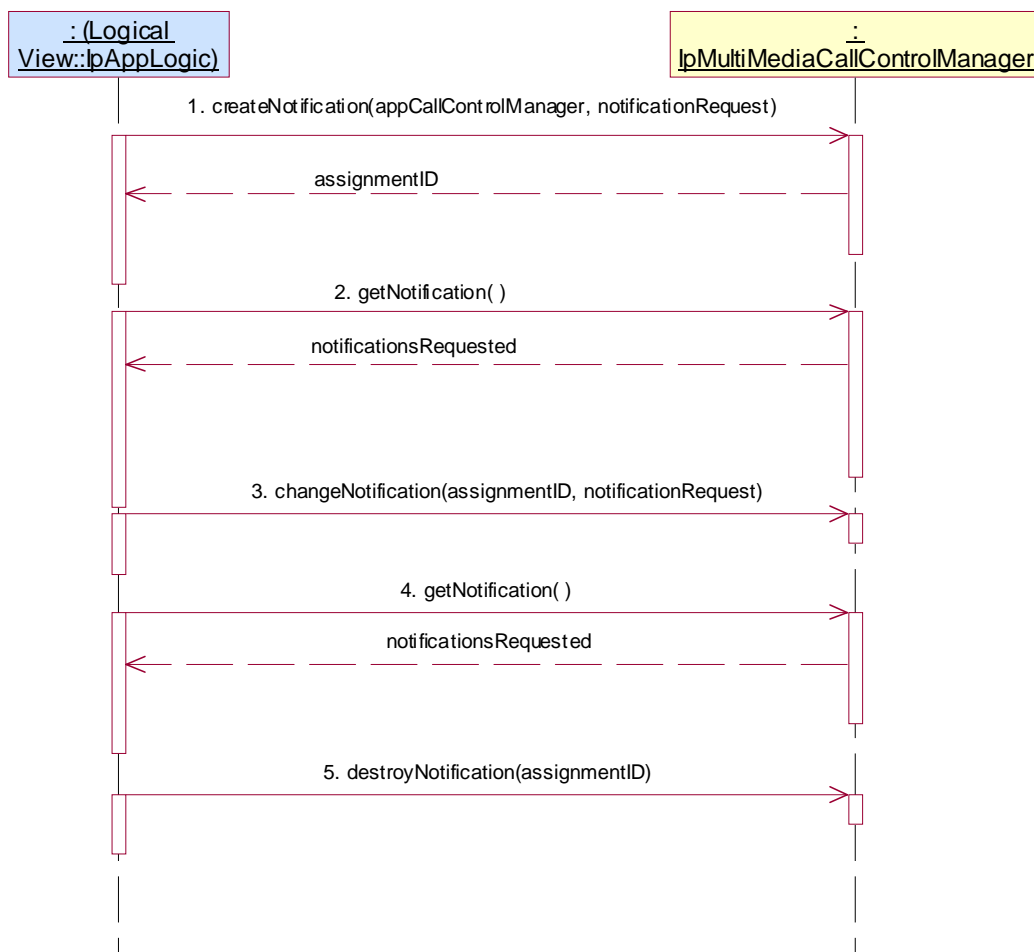 : (Logical
View::IpAppLogic)
:
IpMultiMediaCallControlManager
1. createNotification(appCallControlManager, notificationRequest)
assignmentID
2. getNotification( )
notificationsRequested
3. changeNotification(assignmentID, notificationRequest)
4. getNotification( )
notificationsRequested
5. destroyNotification(assignmentID)